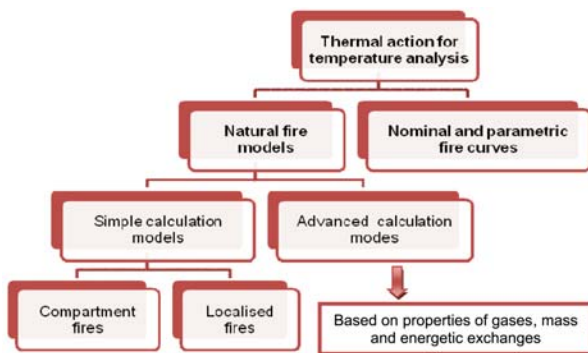 Thermal action for
temperature analysis
Natural fire
models
Nominal and parametric
fire curves
Simple calculation
models
Advanced calculation
modes
Compartment
fires
Localised
fires
Based on properties of gases, mass
and energetic exchanges